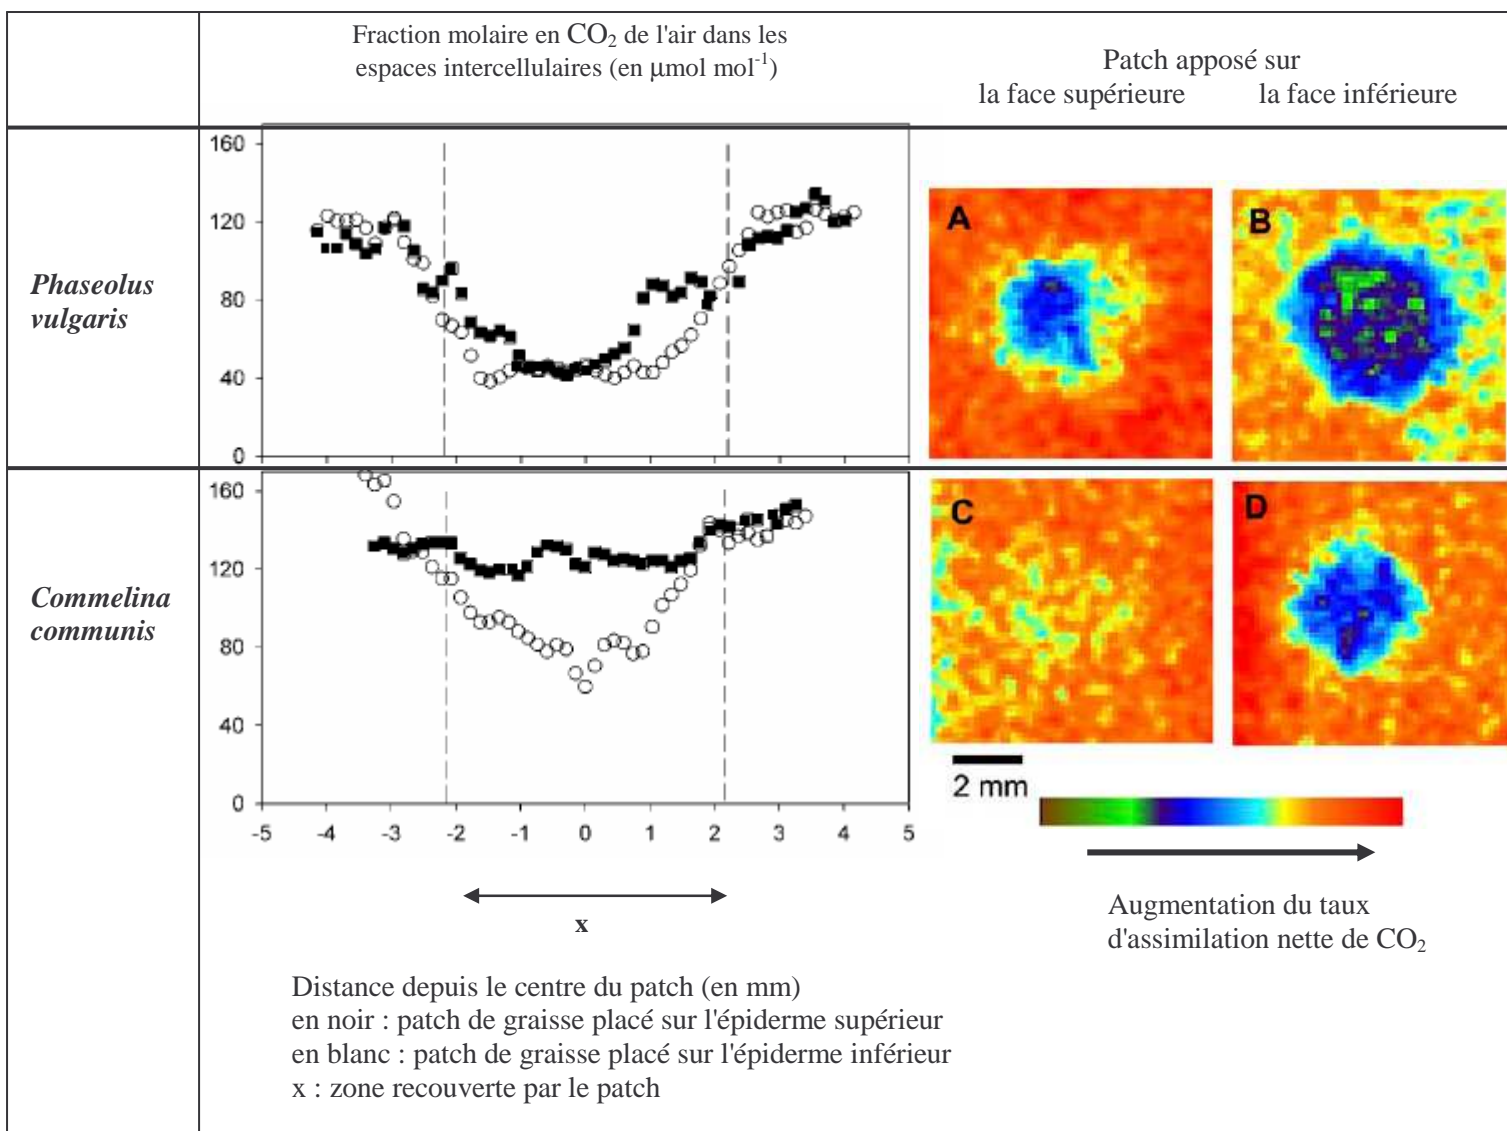 Fraction molaire en CO₂ de l'air dans les
espaces intercellulaires (en µmol mol⁻¹)
Patch apposé sur
la face supérieure la face inférieure
Phaseolus
vulgaris
160
120
80
40
0
A
B
Commelina
communis
160
120
80
40
0
-5 -4 -3 -2 -1 0 1 2 3 4 5
x
C
D
2 mm
Augmentation du taux
d'assimilation nette de CO₂
Distance depuis le centre du patch (en mm)
en noir : patch de graisse placé sur l'épiderme supérieur
en blanc : patch de graisse placé sur l'épiderme inférieur
x : zone recouverte par le patch